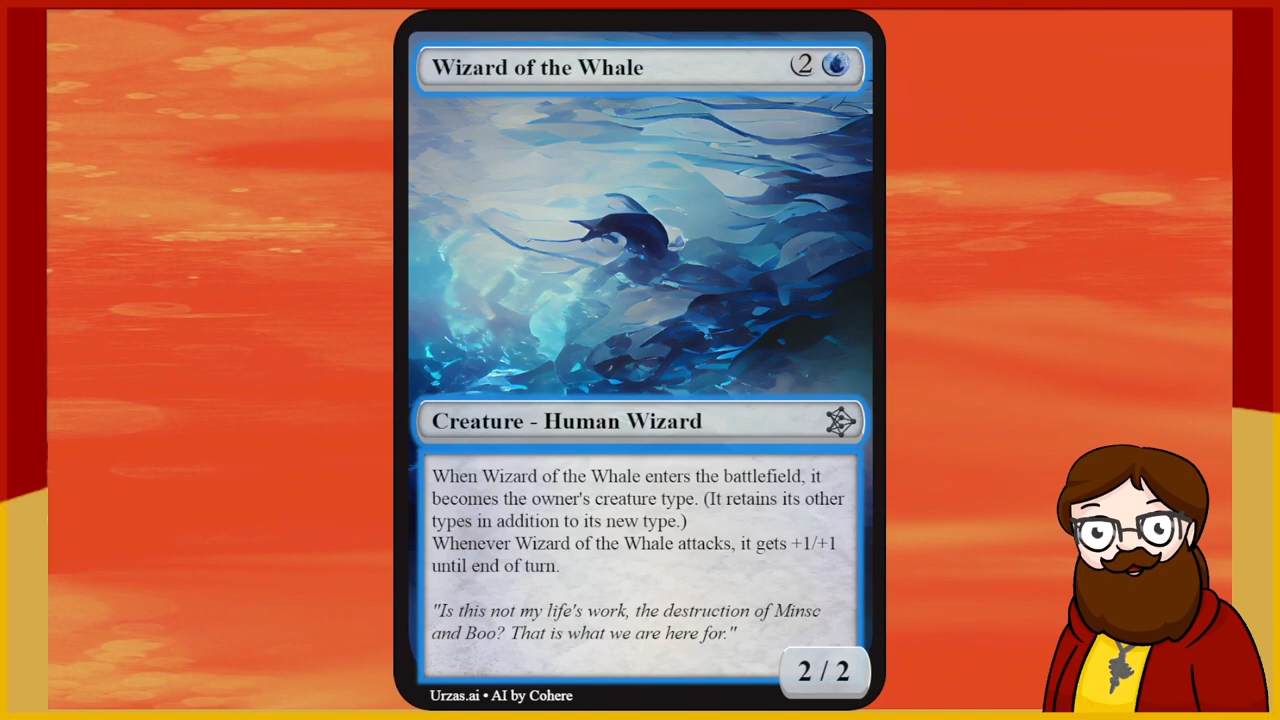 Wizard of the Whale 2
Creature - Human Wizard
When Wizard of the Whale enters the battlefield, it
becomes the owner's creature type. (It retains its other
types in addition to its new type.)
Whenever Wizard of the Whale attacks, it gets +1/+1
until end of turn.
"Is this not my life's work, the destruction of Minsc
and Boo? That is what we are here for."
2 / 2
Urzas.ai • AI by Cohere